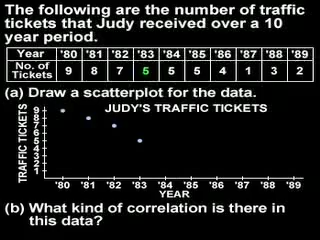 The following are the number of traffic
tickets that Judy received over a 10
year period.
Year '80 '81 '82 '83 '84 '85 '86 '87 '88 '89
No. of
Tickets 9 8 7 5 5 5 4 1 3 2
(a) Draw a scatterplot for the data.
JUDY'S TRAFFIC TICKETS
TRAFFIC TICKETS
9
8
7
6
5
4
3
2
1
'80 '81 '82 '83 '84 '85 '86 '87 '88 '89
YEAR
(b) What kind of correlation is there in
this data?